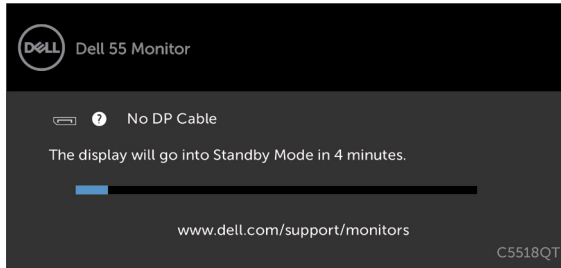 DELL
Dell 55 Monitor
? No DP Cable
The display will go into Standby Mode in 4 minutes.
www.dell.com/support/monitors
C5518QT